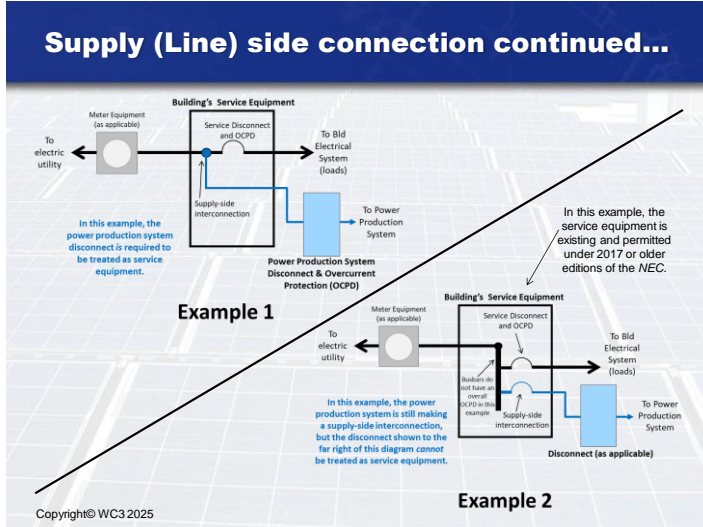 Supply (Line) side connection continued...
Building's Service Equipment
Meter Equipment
(as applicable)
Service Disconnect
and OCPD
To
electric
utility
To Bld
Electrical
System
(loads)
Supply-side
interconnection
To Power
Production
System
In this example, the
power production system
disconnect is required to
be treated as service
equipment.
Power Production System
Disconnect & Overcurrent
Protection (OCPD)
Example 1
In this example, the
service equipment is
existing and permitted
under 2017 or older
editions of the NEC.
Building's Service Equipment
Meter Equipment
(as applicable)
Service Disconnect
and OCPD
To
electric
utility
To Bld
Electrical
System
(loads)
Busbars do
not have an
overall
OCPD in this
example
Supply-side
interconnection
To Power
Production
System
In this example, the power
production system is still making
a supply-side interconnection,
but the disconnect shown to the
far right of this diagram cannot
be treated as service equipment.
Disconnect (as applicable)
Example 2
Copyright© WC3 2025